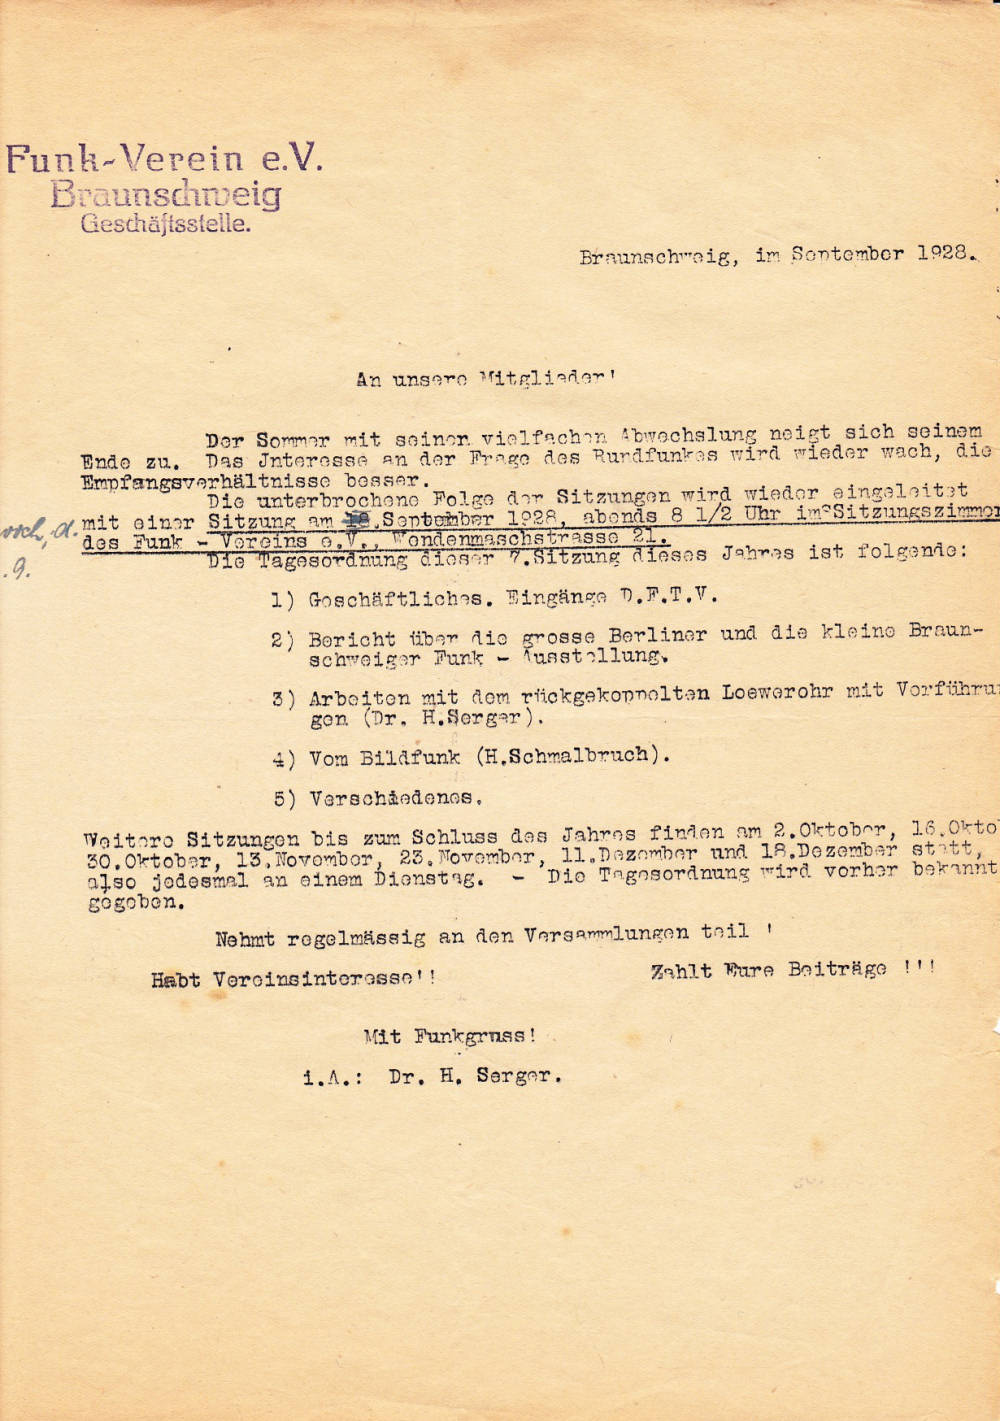 Funk-Verein e.V.
Braunschweig
Geschäftsstelle.
Braunschweig, im September 1928.
An unsere Mitglieder!
Der Sommer mit seinen vielfachen Abwechslung neigt sich seinem
Ende zu. Das Jnteresse an der Frage des Rundfunkes wird wieder wach, die
Empfangsverhältnisse besser.
Die unterbrochene Folge der Sitzungen wird wieder eingeleitet
mit einer Sitzung am 18.September 1928, abends 8 1/2 Uhr im Sitzungszimmer
des Funk - Vereins e.V., Wendenmaschstrasse 21.
och, d.
.9.
Die Tagesordnung dieser 7.Sitzung dieses Jahres ist folgende:
1) Geschäftliches. Eingänge D.F.T.V.
2) Bericht über die grosse Berliner und die kleine Braun-
schweiger Funk - Ausstellung.
3) Arbeiten mit dem rückgekoppelten Loewerohr mit Vorführun
gen (Dr. H.Serger).
4) Vom Bildfunk (H.Schmalbruch).
5) Verschiedenes.
Weitere Sitzungen bis zum Schluss des Jahres finden am 2.Oktober, 16.Okto
30.Oktober, 13.November, 23.November, 11.Dezember und 18.Dezember statt,
also jedesmal an einem Dienstag. - Die Tagesordnung wird vorher bekannt
gegeben.
Nehmt regelmässig an den Versammlungen teil !
Habt Vereinsinteresse!! Zahlt Eure Beiträge !!!
Mit Funkgruss!
i.A.: Dr. H. Serger.